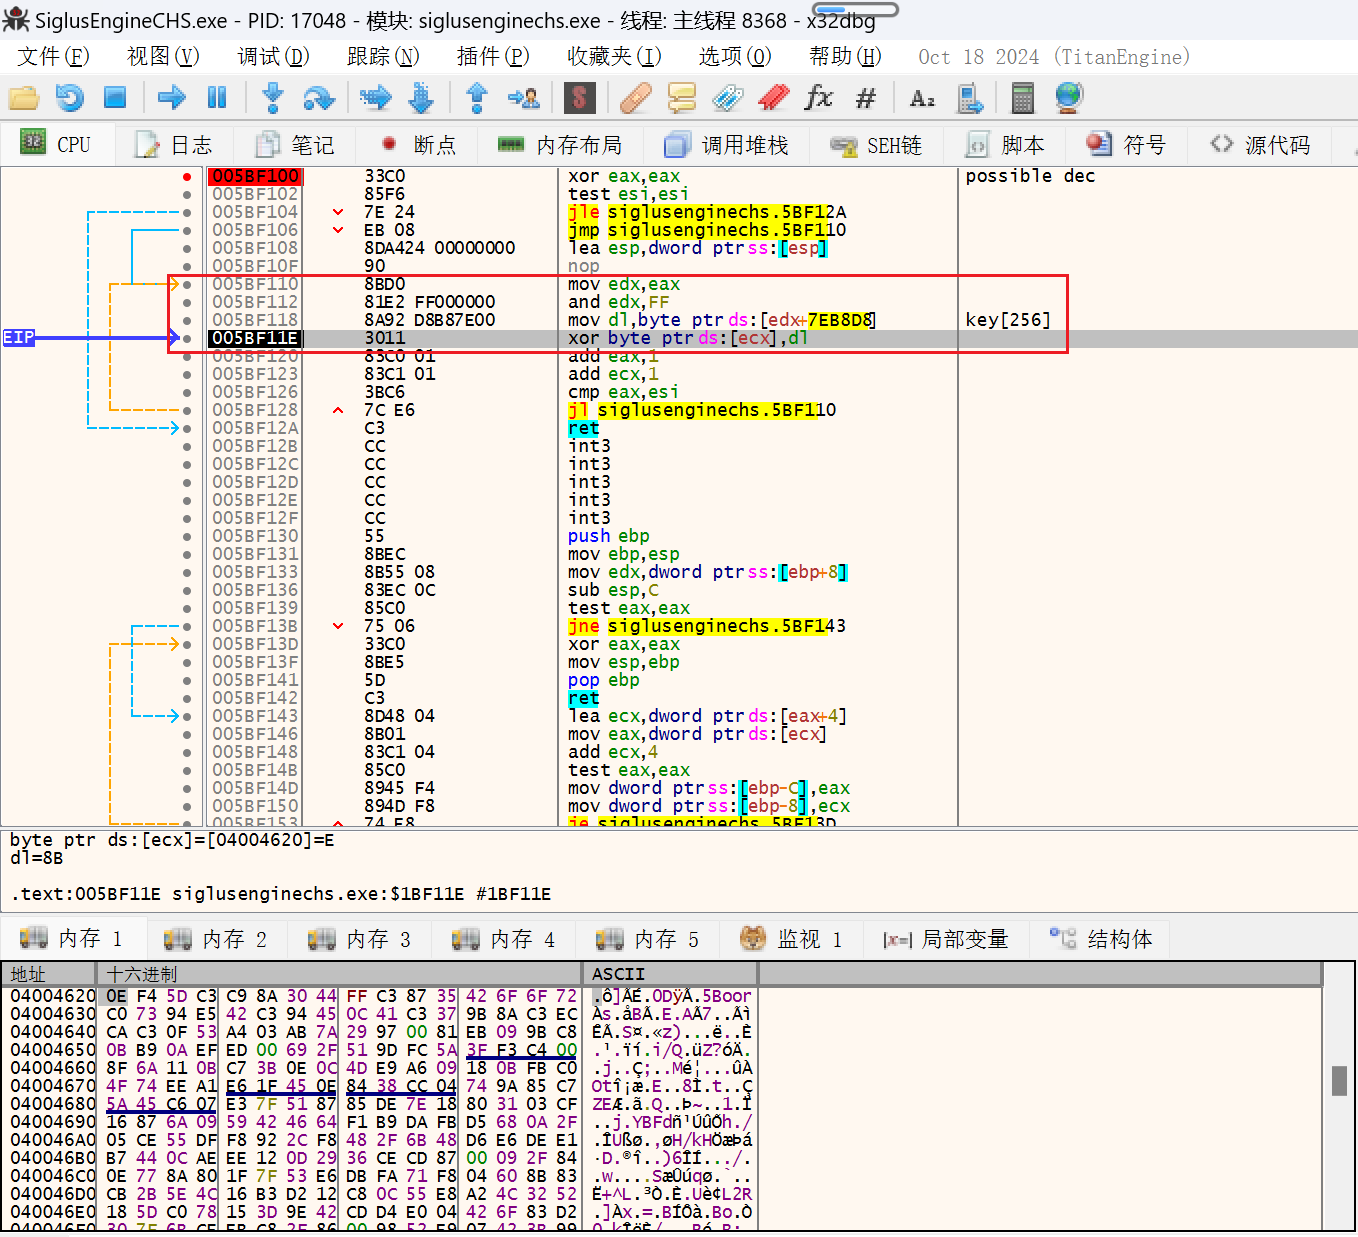 SiglusEngineCHS.exe - PID: 17048 - 模块: siglusenginechs.exe - 线程: 主线程 8368 - x32dbg
文件(F) 视图(V) 调试(D) 跟踪(N) 插件(P) 收藏夹(I) 选项(O) 帮助(H) Oct 18 2024 (TitanEngine)
CPU 日志 笔记 断点 内存布局 调用堆栈 SEH链 脚本 符号 源代码
005BF100 33C0 xor eax,eax possible dec
005BF102 85F6 test esi,esi
005BF104 7E 24 jle siglusenginechs.5BF12A
005BF106 EB 08 jmp siglusenginechs.5BF110
005BF108 8DA424 00000000 lea esp,dword ptr ss:[esp]
005BF10F 90 nop
005BF110 8BD0 mov edx,eax
005BF112 81E2 FF000000 and edx,FF
005BF118 8A92 D8B87E00 mov dl,byte ptr ds:[edx+7EB8D8] key[256]
EIP 005BF11E 3011 xor byte ptr ds:[ecx],dl
005BF120 83C0 01 add eax,1
005BF123 83C1 01 add ecx,1
005BF126 3BC6 cmp eax,esi
005BF128 7C E6 jl siglusenginechs.5BF110
005BF12A C3 ret
005BF12B CC int3
005BF12C CC int3
005BF12D CC int3
005BF12E CC int3
005BF12F CC int3
005BF130 55 push ebp
005BF131 8BEC mov ebp,esp
005BF133 8B55 08 mov edx,dword ptr ss:[ebp+8]
005BF136 83EC 0C sub esp,C
005BF139 85C0 test eax,eax
005BF13B 75 06 jne siglusenginechs.5BF143
005BF13D 33C0 xor eax,eax
005BF13F 8BE5 mov esp,ebp
005BF141 5D pop ebp
005BF142 C3 ret
005BF143 8D48 04 lea ecx,dword ptr ds:[eax+4]
005BF146 8B01 mov eax,dword ptr ds:[ecx]
005BF148 83C1 04 add ecx,4
005BF14B 85C0 test eax,eax
005BF14D 8945 F4 mov dword ptr ss:[ebp-C],eax
005BF150 894D F8 mov dword ptr ss:[ebp-8],ecx
005BF153 74 E8 je siglusenginechs.5BF13D
byte ptr ds:[ecx]=[04004620]=E
dl=8B
.text:005BF11E siglusenginechs.exe:$1BF11E #1BF11E
内存 1 内存 2 内存 3 内存 4 内存 5 监视 1 [x=] 局部变量 结构体
地址 十六进制 ASCII
04004620 0E F4 5D C3 C9 8A 30 44 FF C3 87 35 42 6F 6F 72 .ô]ÃÉ.0DÿÃ.5Boor
04004630 C0 73 94 E5 42 C3 94 45 0C 41 C3 37 9B 8A C3 EC Às.åBÃ.E.AÃ7..Ãì
04004640 CA C3 0F 53 A4 03 AB 7A 29 97 00 81 EB 09 9B C8 ÊÃ.S¤.«z)...ë..È
04004650 0B B9 0A EF ED 00 69 2F 51 9D FC 5A 3F F3 C4 00 .¹.ïí.i/Q.üZ?óÄ.
04004660 8F 6A 11 0B C7 3B 0E 0C 4D E9 A6 09 18 0B FB C0 .j..Ç;..Mé¦...ûÀ
04004670 4F 74 EE A1 E6 1F 45 0E 84 38 CC 04 74 9A 85 C7 Otî¡æ.E..8Ì.t..Ç
04004680 5A 45 C6 07 E3 7F 51 87 85 DE 7E 18 80 31 03 CF ZEÆ.ã.Q..Þ~..1.Ï
04004690 16 87 6A 09 59 42 46 64 F1 B9 DA FB D5 68 0A 2F ..j.YBFdñ¹ÚûÕh./
040046A0 05 CE 55 DF F8 92 2C F8 48 2F 6B 48 D6 E6 DE E1 .ÎUßø.,øH/kHÖæÞá
040046B0 B7 44 0C AE EE 12 0D 29 36 CE CD 87 00 09 2F 84 ·D.®î..)6ÎÍ.../.
040046C0 0E 77 8A 80 1F 7F 53 E6 DB FA 71 F8 04 60 8B 83 .w....SæÛúqø.`..
040046D0 CB 2B 5E 4C 16 B3 D2 12 C8 0C 55 E8 A2 4C 32 52 Ë+^L.³Ò.È.Uè¢L2R
040046E0 18 5D C0 78 15 3D 9E 42 CD D4 E0 04 42 6F 83 D2 .]Àx.=.BÍÔà.Bo.Ò